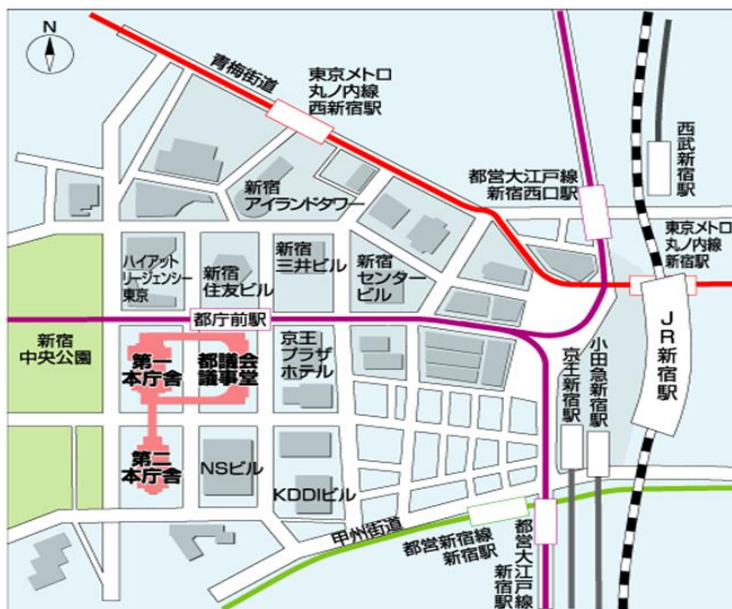 N
青梅街道
東京メトロ
丸ノ内線
西新宿駅
西武新宿駅
都営大江戸線
新宿西口駅
新宿
アイランドタワー
東京メトロ
丸ノ内線
新宿駅
ハイアット
リージェンシー
東京
新宿
住友ビル
新宿
三井ビル
新宿
センター
ビル
都庁前駅
JR新宿駅
新宿
中央公園
第一
本庁舎
都議会
議事堂
京王
プラザ
ホテル
小田急新宿駅
京王新宿駅
第二
本庁舎
NSビル
KDDIビル
甲州街道
都営新宿線
新宿駅
都営大江戸線
新宿駅